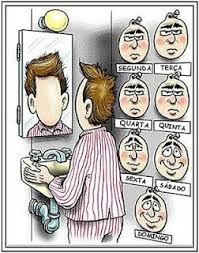 SEGUNDA TERÇA
QUARTA QUINTA
SEXTA SÁBADO
DOMINGO